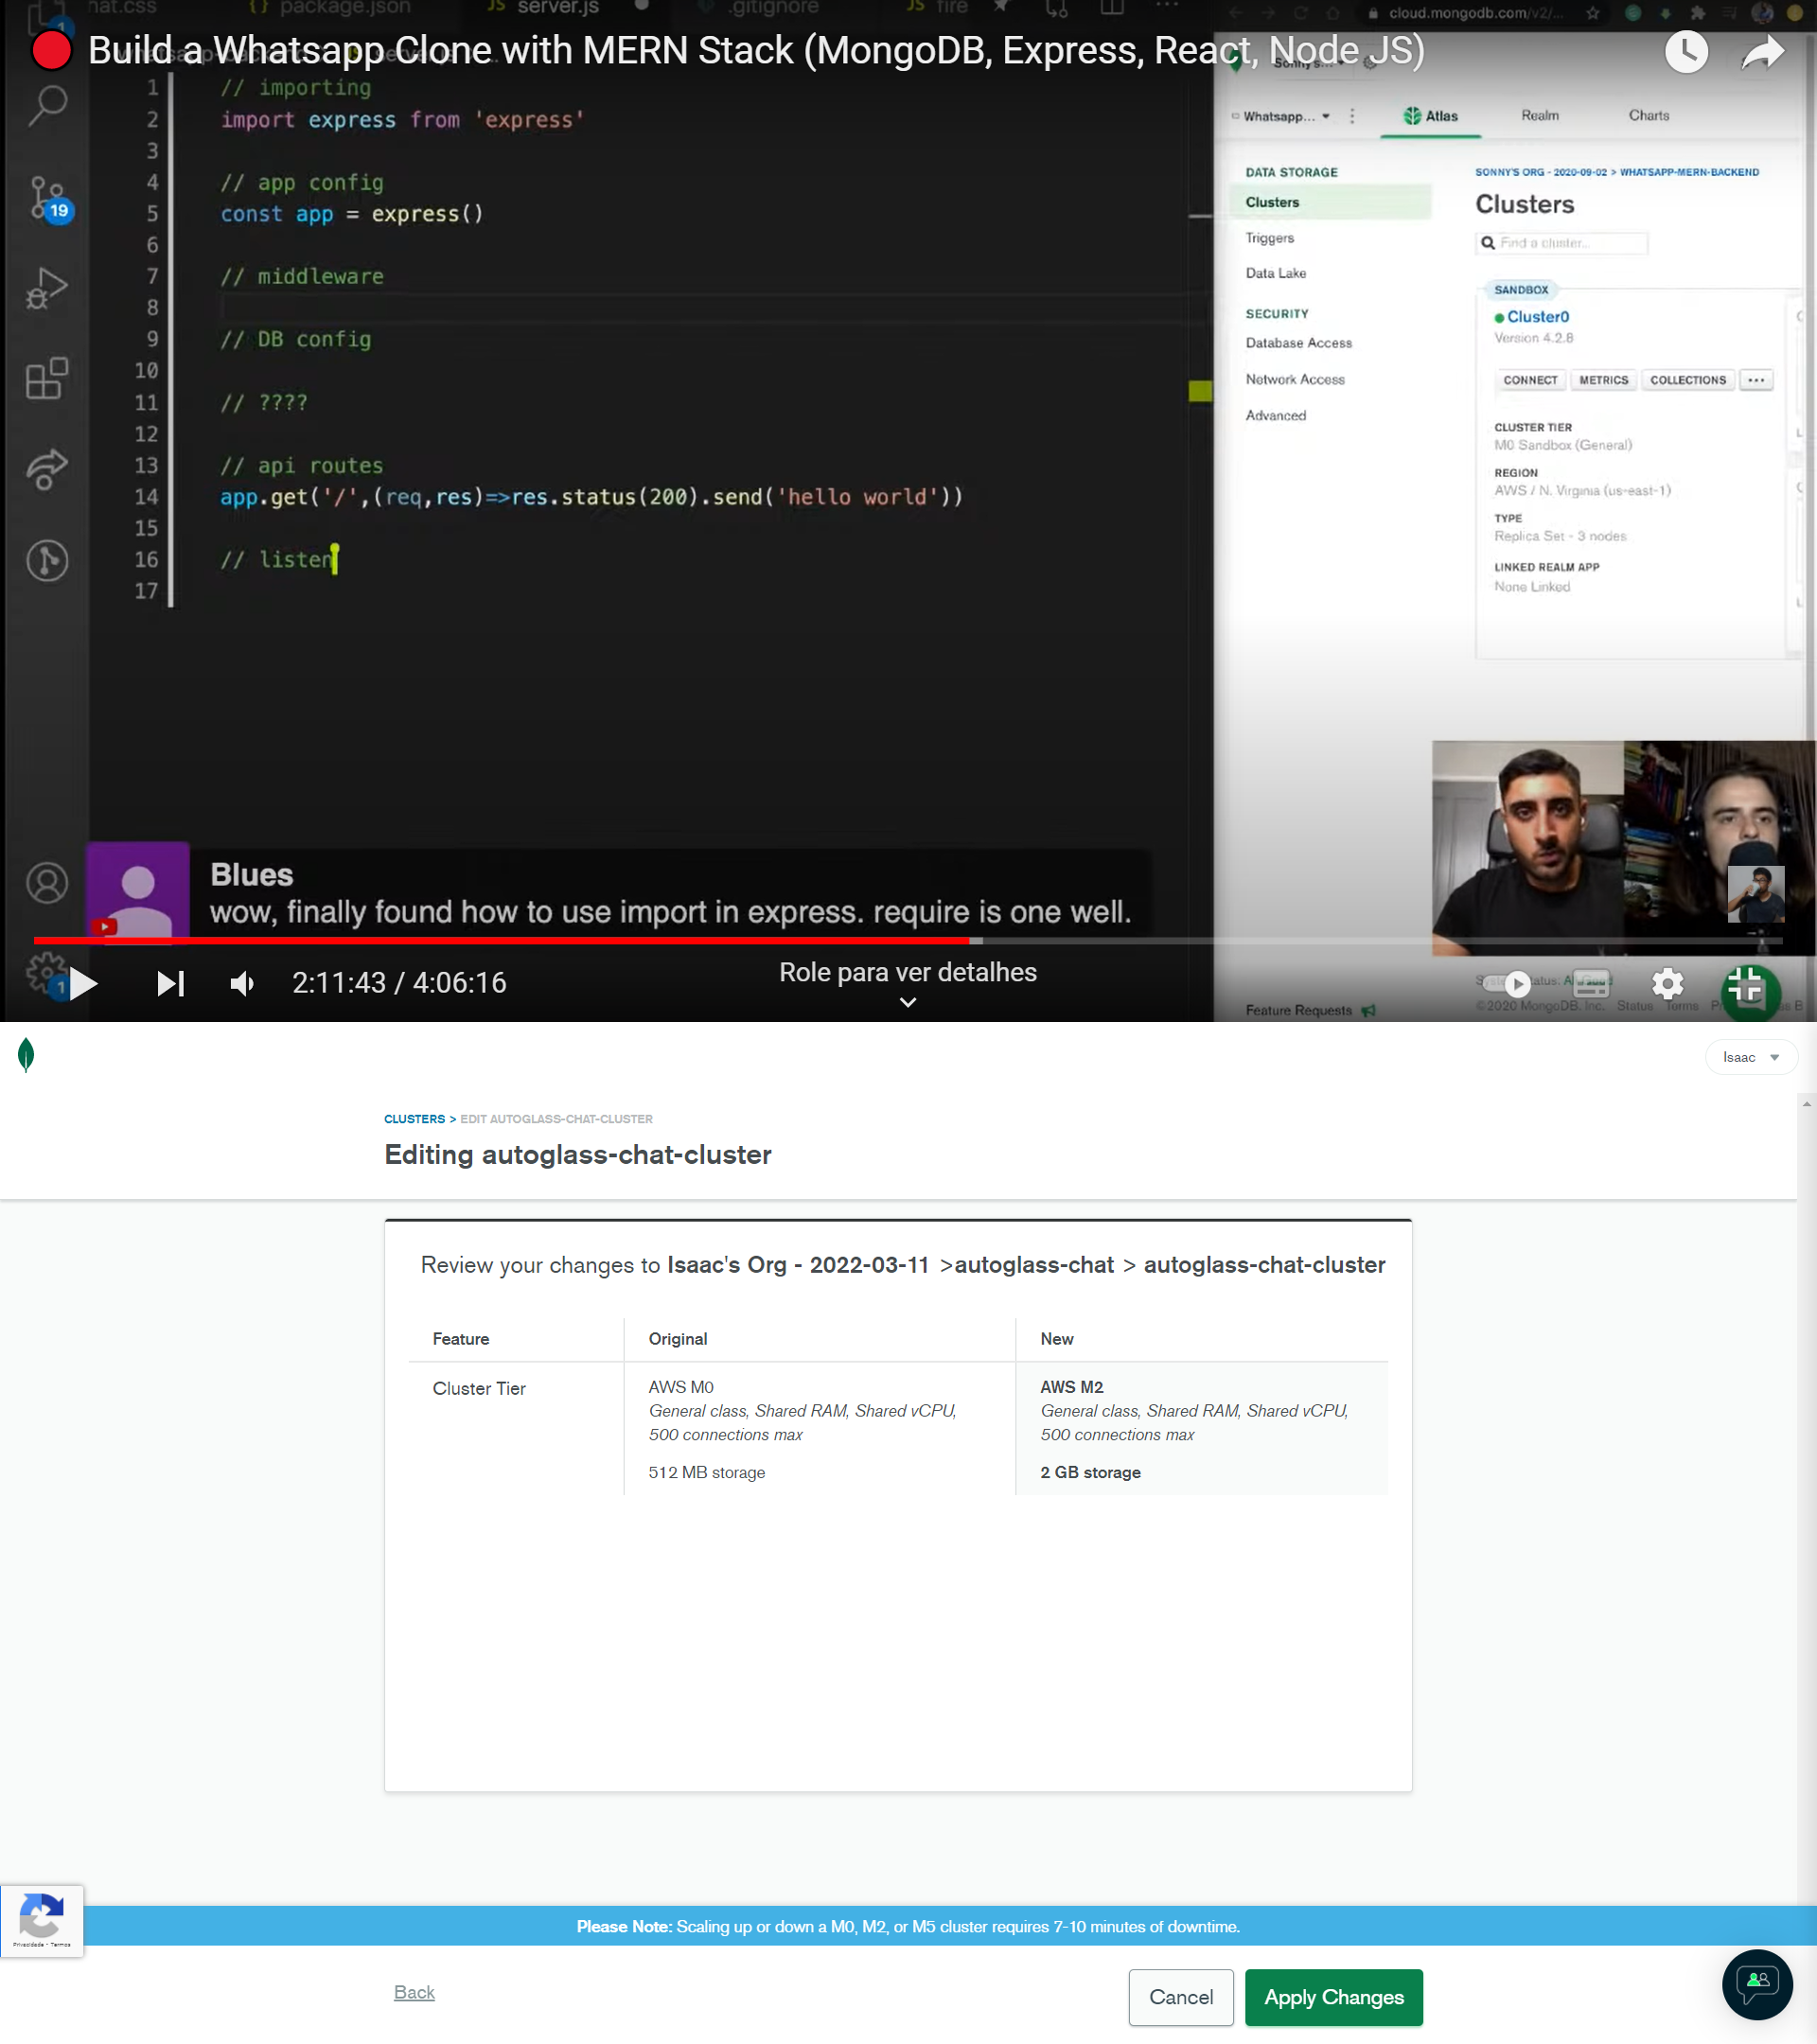 package.json
JS server.js
.gitignore
JS fire
cloud.mongodb.com/v2/...
Build a Whatsapp Clone with MERN Stack (MongoDB, Express, React, Node JS)
1 // importing
2 import express from 'express'
3
4 // app config
5 const app = express()
6
7 // middleware
8
9 // DB config
10
11 // ????
12
13 // api routes
14 app.get('/',(req,res)=>res.status(200).send('hello world'))
15
16 // listen
17
19
1
Whatsapp...
Atlas
Realm
Charts
DATA STORAGE
Clusters
Triggers
Data Lake
SECURITY
Database Access
Network Access
Advanced
SONNY'S ORG - 2020-09-02 > WHATSAPP-MERN-BACKEND
Clusters
Find a cluster...
SANDBOX
Cluster0
Version 4.2.8
CONNECT
METRICS
COLLECTIONS
...
CLUSTER TIER
M0 Sandbox (General)
REGION
AWS / N. Virginia (us-east-1)
TYPE
Replica Set - 3 nodes
LINKED REALM APP
None Linked
Blues
wow, finally found how to use import in express. require is one well.
2:11:43 / 4:06:16
Role para ver detalhes
©2020 MongoDB, Inc. Status Terms
Feature Requests
Isaac
CLUSTERS > EDIT AUTOGLASS-CHAT-CLUSTER
Editing autoglass-chat-cluster
Review your changes to Isaac's Org - 2022-03-11 >autoglass-chat > autoglass-chat-cluster
Feature Original New
Cluster Tier
AWS M0
General class, Shared RAM, Shared vCPU,
500 connections max
512 MB storage
AWS M2
General class, Shared RAM, Shared vCPU,
500 connections max
2 GB storage
Privacidade - Termos
Please Note: Scaling up or down a M0, M2, or M5 cluster requires 7-10 minutes of downtime.
Back
Cancel
Apply Changes